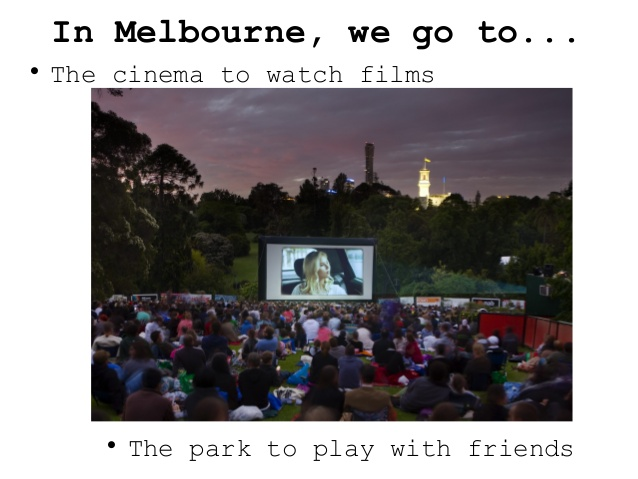 In Melbourne, we go to...
• The cinema to watch films
• The park to play with friends